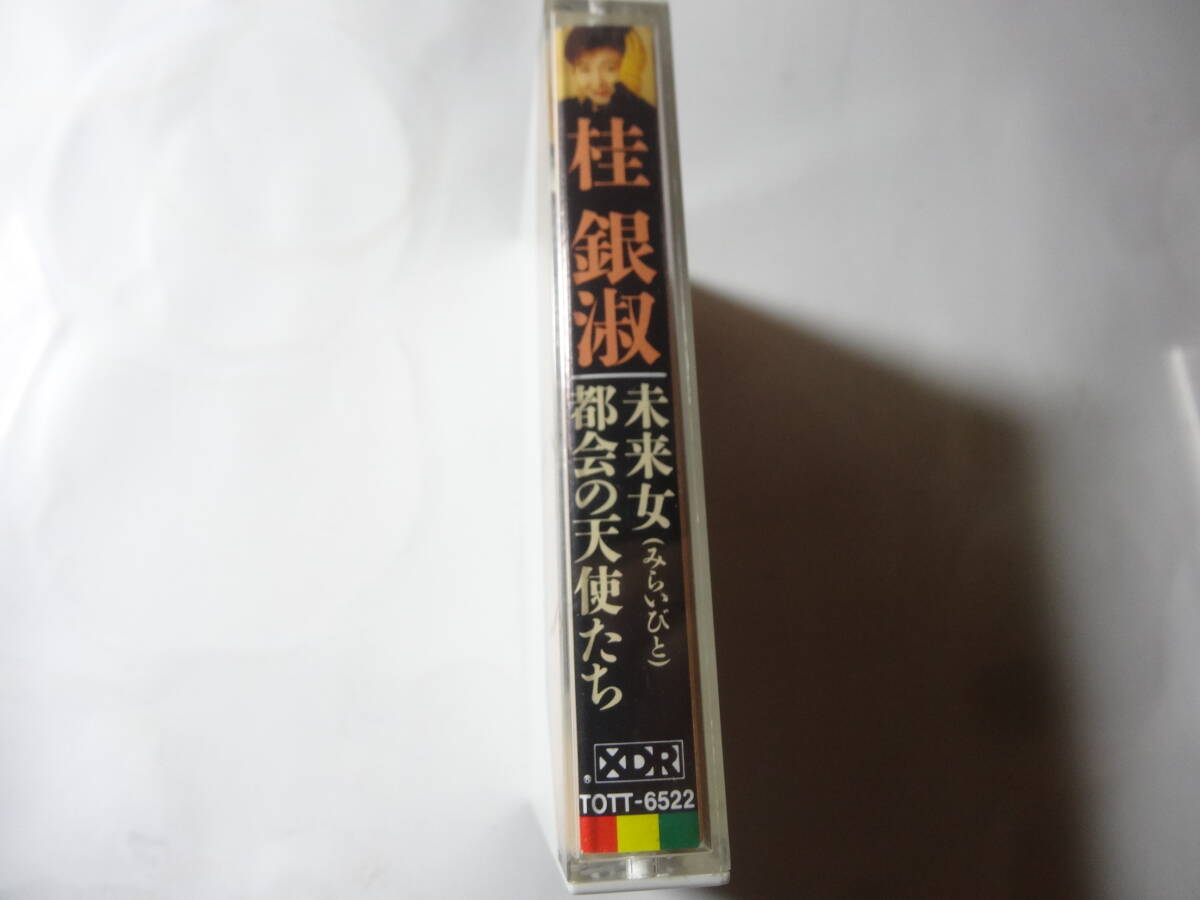 桂 銀淑
未来女(みらいびと)
都会の天使たち
XDR
®
TOTT-6522